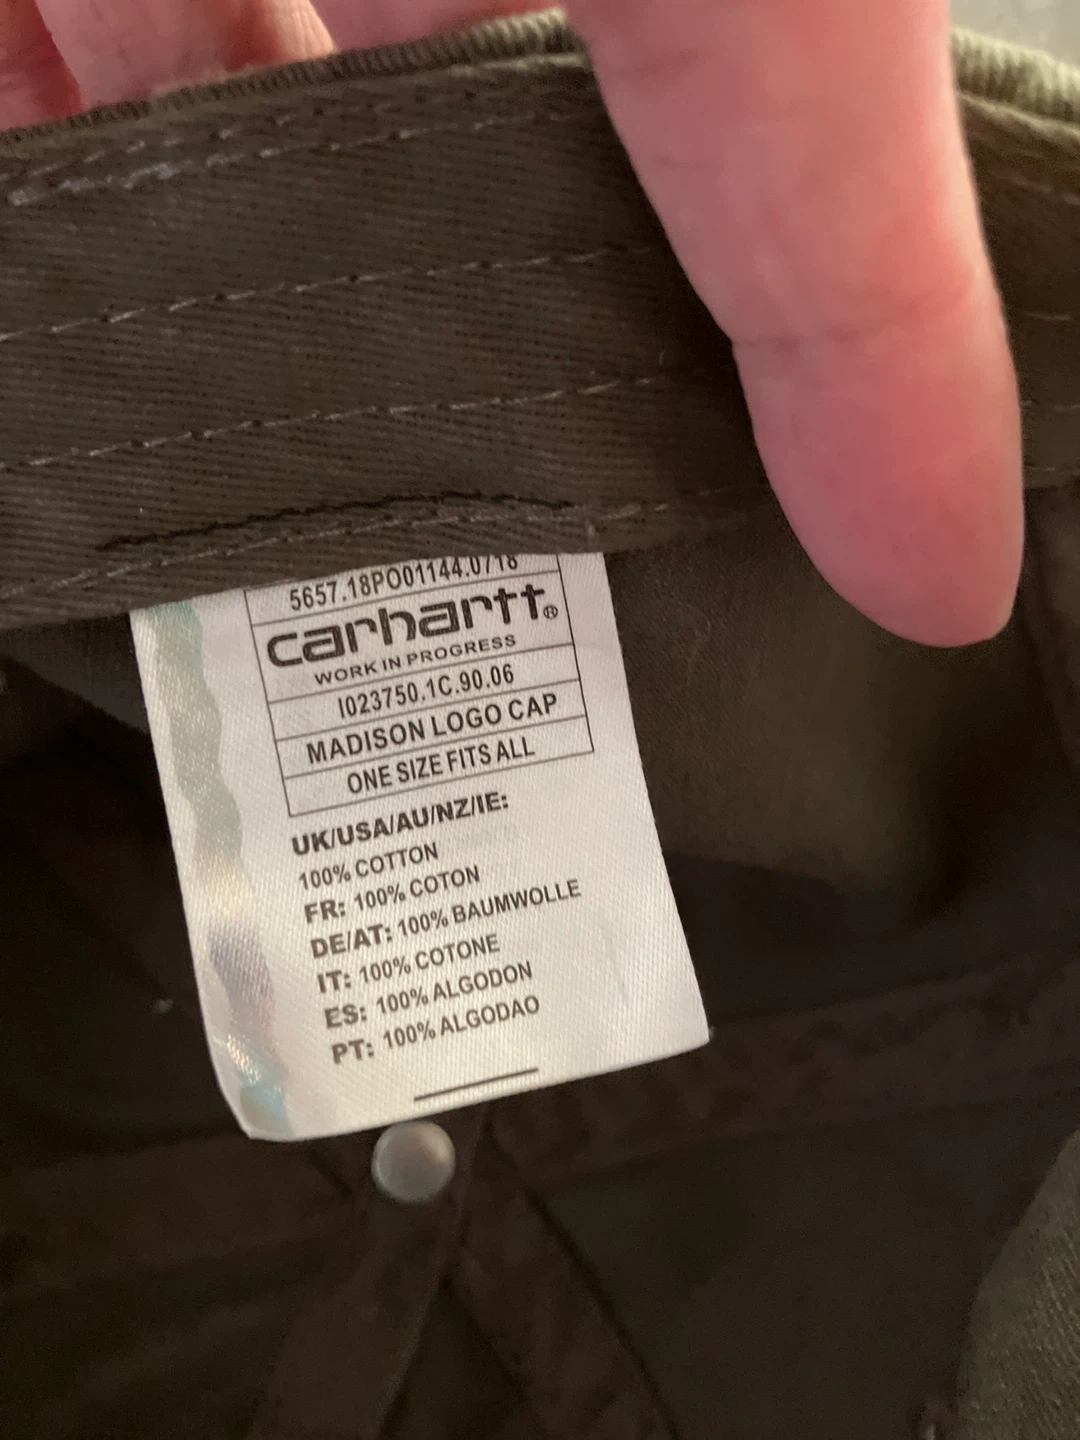 5657.18PO01144.0718
carhartt®
WORK IN PROGRESS
I023750.1C.90.06
MADISON LOGO CAP
ONE SIZE FITS ALL
UK/USA/AU/NZ/IE:
100% COTTON
FR: 100% COTON
DE/AT: 100% BAUMWOLLE
IT: 100% COTONE
ES: 100% ALGODON
PT: 100% ALGODAO